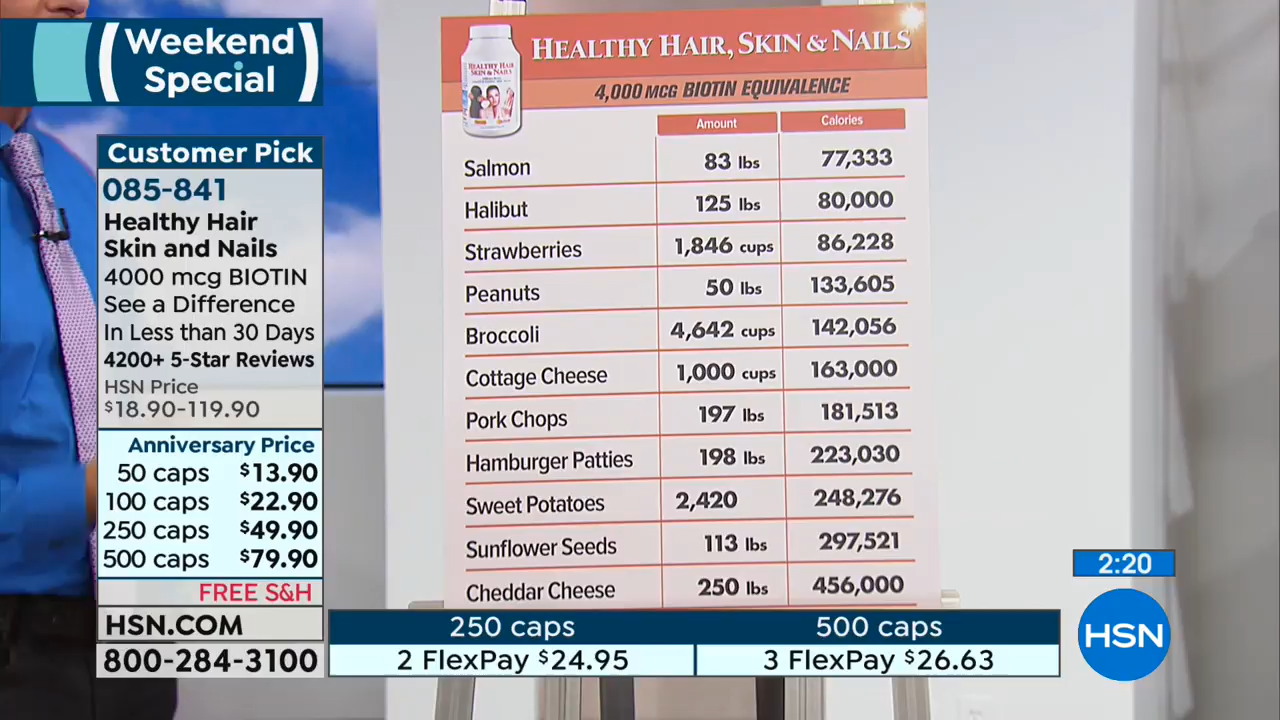 Weekend
Special
Customer Pick
085-841
Healthy Hair
Skin and Nails
4000 mcg BIOTIN
See a Difference
In Less than 30 Days
4200+ 5-Star Reviews
HSN Price
$18.90-119.90
Anniversary Price
50 caps $13.90
100 caps $22.90
250 caps $49.90
500 caps $79.90
FREE S&H
HSN.COM
800-284-3100
HEALTHY HAIR, SKIN & NAILS
HEALTHY HAIR
SKIN & NAILS
4,000 MCG BIOTIN EQUIVALENCE
Amount Calories
Salmon 83 lbs 77,333
Halibut 125 lbs 80,000
Strawberries 1,846 cups 86,228
Peanuts 50 lbs 133,605
Broccoli 4,642 cups 142,056
Cottage Cheese 1,000 cups 163,000
Pork Chops 197 lbs 181,513
Hamburger Patties 198 lbs 223,030
Sweet Potatoes 2,420 248,276
Sunflower Seeds 113 lbs 297,521
Cheddar Cheese 250 lbs 456,000
250 caps 500 caps
2 FlexPay $24.95 3 FlexPay $26.63
2:20
HSN